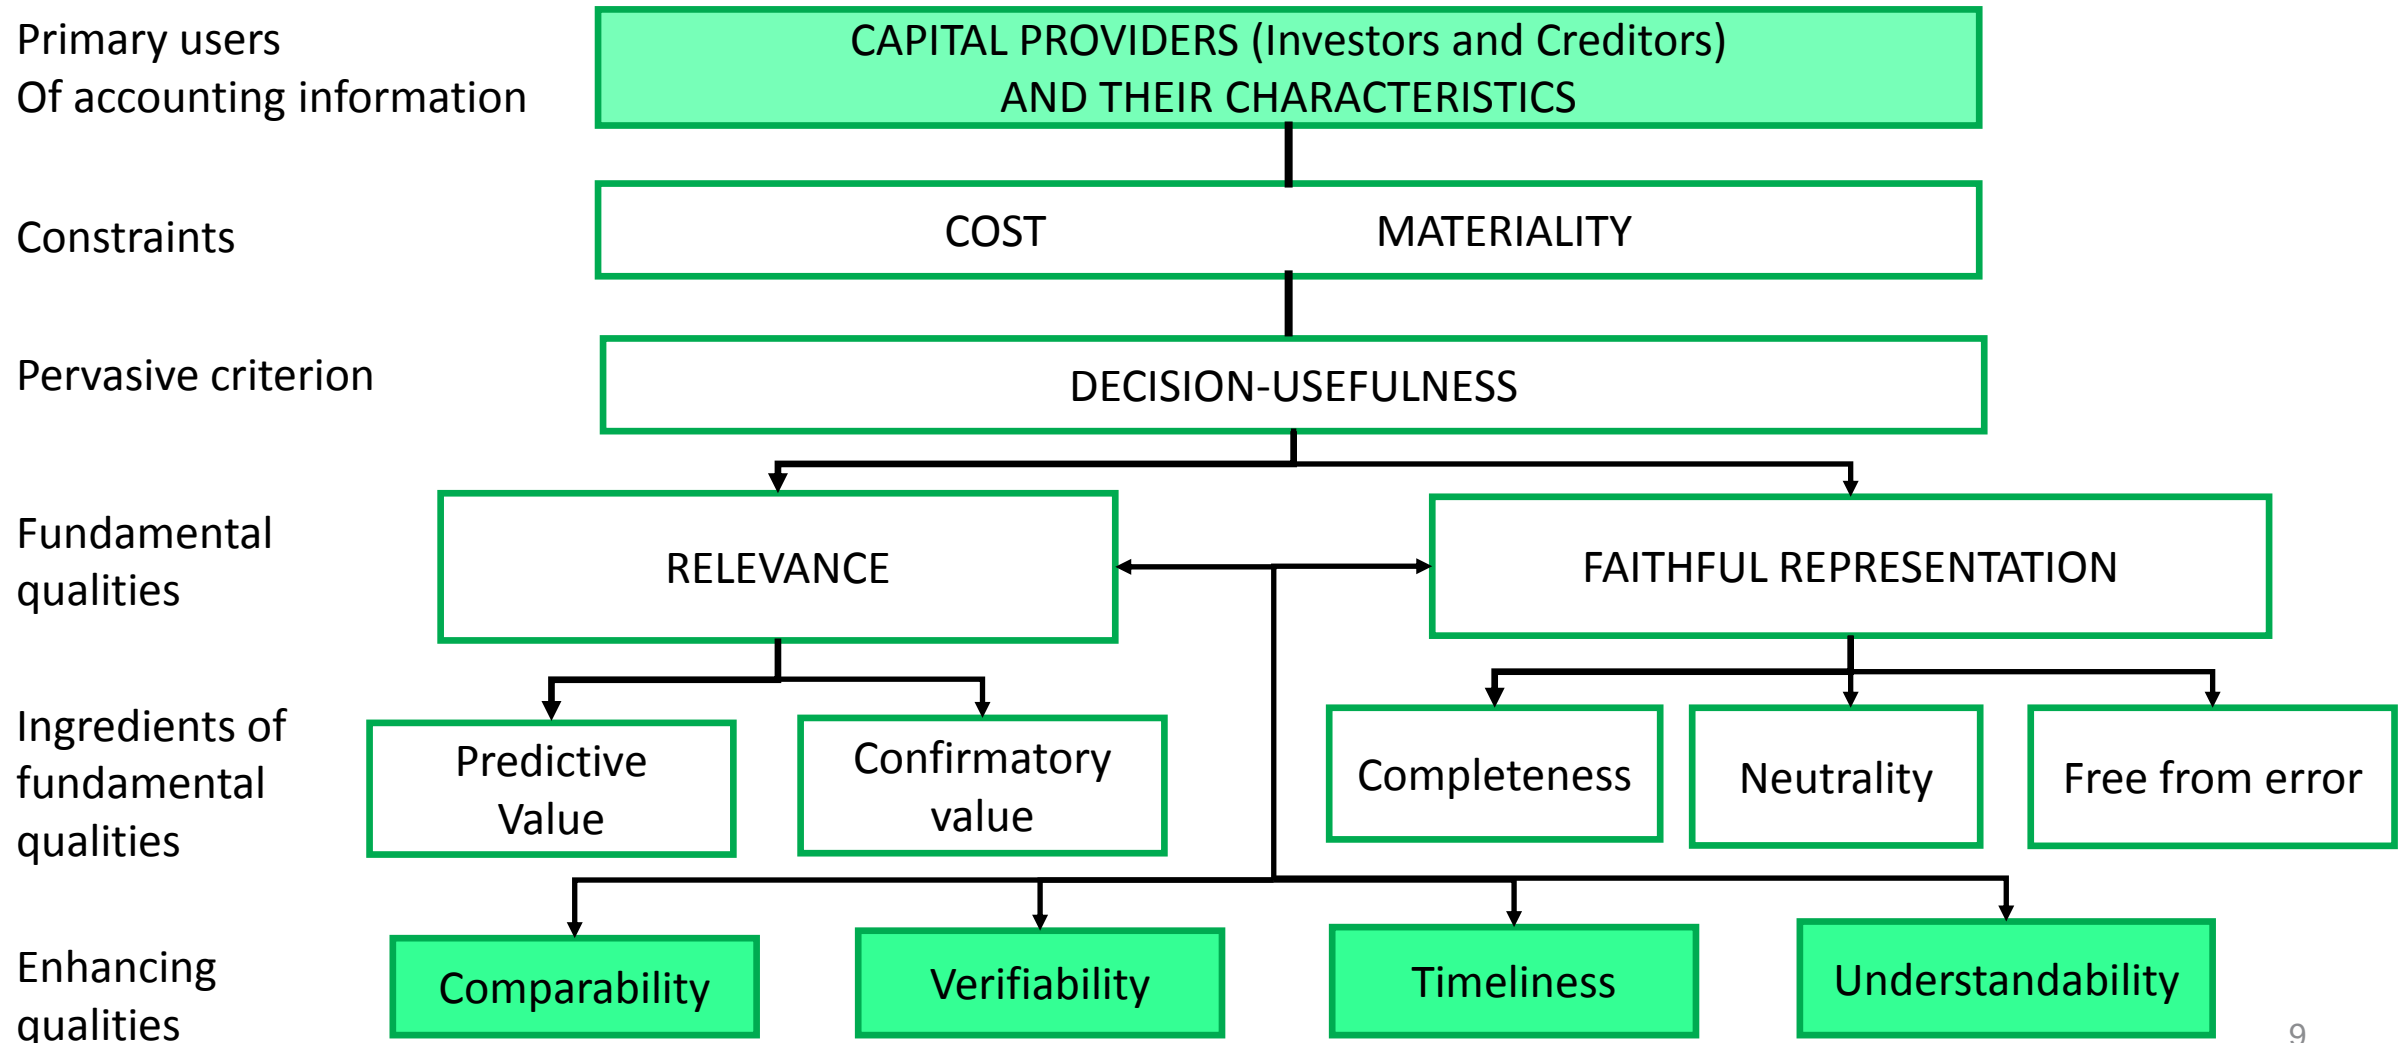 Primary users
Of accounting information
CAPITAL PROVIDERS (Investors and Creditors)
AND THEIR CHARACTERISTICS
Constraints
COST MATERIALITY
Pervasive criterion
DECISION-USEFULNESS
Fundamental
qualities
RELEVANCE
FAITHFUL REPRESENTATION
Ingredients of
fundamental
qualities
Predictive
Value
Confirmatory
value
Completeness
Neutrality
Free from error
Enhancing
qualities
Comparability
Verifiability
Timeliness
Understandability
9